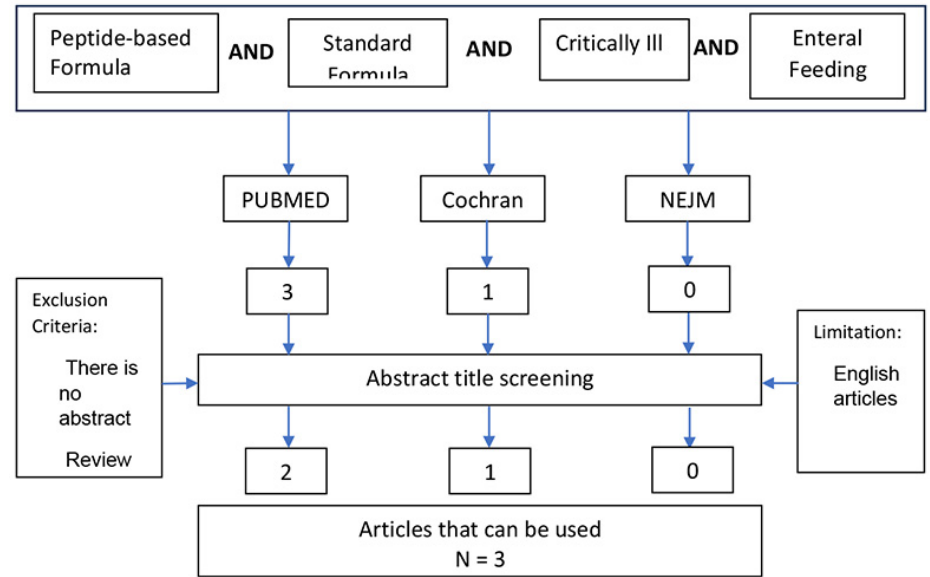 Peptide-based
Formula
AND
Standard
Formula
AND
Critically Ill
AND
Enteral
Feeding
PUBMED
Cochran
NEJM
3
1
0
Exclusion
Criteria:
There is
no
abstract
Review
Abstract title screening
Limitation:
English
articles
2
1
0
Articles that can be used
N = 3